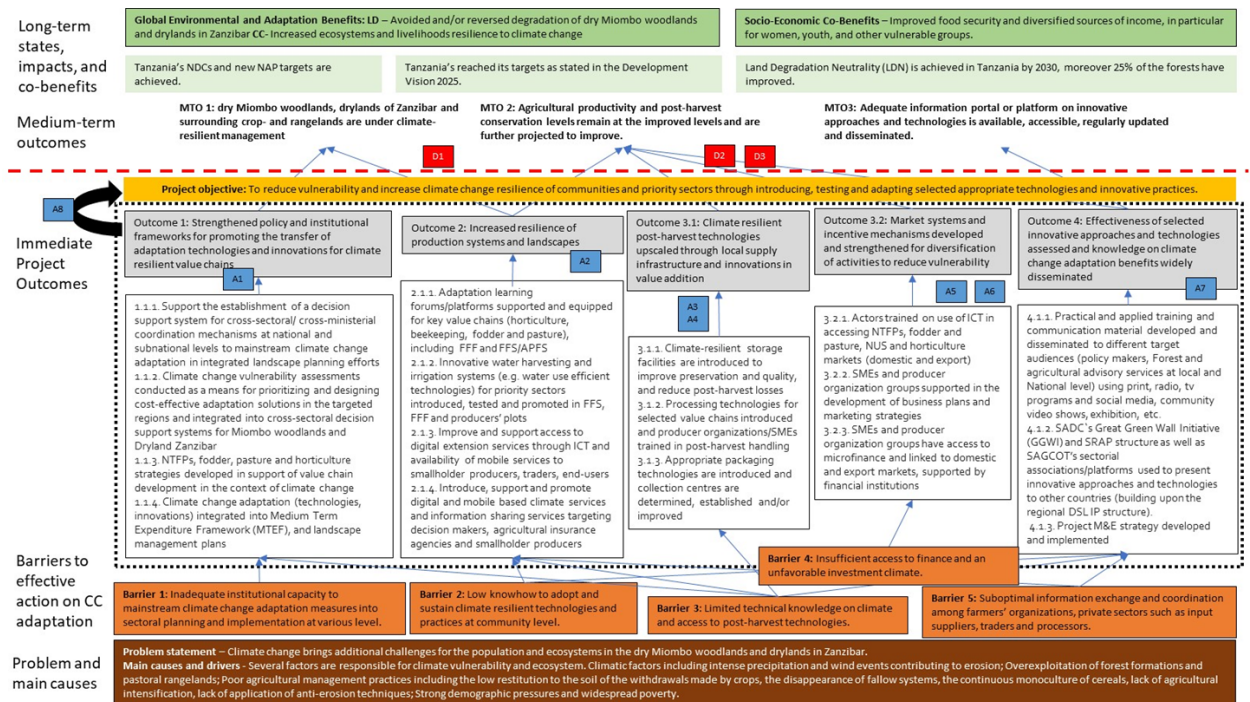 Long-term
states,
impacts, and
co-benefits
Global Environmental and Adaptation Benefits: LD – Avoided and/or reversed degradation of dry Miombo woodlands
and drylands in Zanzibar CC- Increased ecosystems and livelihoods resilience to climate change
Socio-Economic Co-Benefits – Improved food security and diversified sources of income, in particular
for women, youth, and other vulnerable groups.
Tanzania's NDCs and new NAP targets are
achieved.
Tanzania's reached its targets as stated in the Development
Vision 2025.
Land Degradation Neutrality (LDN) is achieved in Tanzania by 2030, moreover 25% of the forests have
improved.
Medium-term
outcomes
MTO 1: dry Miombo woodlands, drylands of Zanzibar and
surrounding crop- and rangelands are under climate-
resilient management
MTO 2: Agricultural productivity and post-harvest
conservation levels remain at the improved levels and are
further projected to improve.
MTO3: Adequate information portal or platform on innovative
approaches and technologies is available, accessible, regularly updated
and disseminated.
D1
D2
D3
Project objective: To reduce vulnerability and increase climate change resilience of communities and priority sectors through introducing, testing and adapting selected appropriate technologies and innovative practices.
A8
Immediate
Project
Outcomes
Outcome 1: Strengthened policy and institutional
frameworks for promoting the transfer of
adaptation technologies and innovations for climate
resilient value chains
A1
1.1.1. Support the establishment of a decision
support system for cross-sectoral/ cross-ministerial
coordination mechanisms at national and
subnational levels to mainstream climate change
adaptation in integrated landscape planning efforts
1.1.2. Climate change vulnerability assessments
conducted as a means for prioritizing and designing
cost-effective adaptation solutions in the targeted
regions and integrated into cross-sectoral decision
support systems for Miombo woodlands and
Dryland Zanzibar
1.1.3. NTFPs, fodder, pasture and horticulture
strategies developed in support of value chain
development in the context of climate change
1.1.4. Climate change adaptation (technologies,
innovations) integrated into Medium Term
Expenditure Framework (MTEF), and landscape
management plans
Outcome 2: Increased resilience of
production systems and landscapes
A2
2.1.1. Adaptation learning
forums/platforms supported and equipped
for key value chains (horticulture,
beekeeping, fodder and pasture),
including FFF and FFS/APFS
2.1.2. Innovative water harvesting and
irrigation systems (e.g. water use efficient
technologies) for priority sectors
introduced, tested and promoted in FFS,
FFF and producers' plots
2.1.3. Improve and support access to
digital extension services through ICT and
availability of mobile services to
smallholder producers, traders, end-users
2.1.4. Introduce, support and promote
digital and mobile based climate services
and information sharing services targeting
decision makers, agricultural insurance
agencies and smallholder producers
Outcome 3.1: Climate resilient
post-harvest technologies
upscaled through local supply
infrastructure and innovations in
value addition
A3
A4
3.1.1. Climate-resilient storage
facilities are introduced to
improve preservation and quality,
and reduce post-harvest losses
3.1.2. Processing technologies for
selected value chains introduced
and producer organizations/SMEs
trained in post-harvest handling
3.1.3. Appropriate packaging
technologies are introduced and
collection centres are
determined, established and/or
improved
Outcome 3.2: Market systems and
incentive mechanisms developed
and strengthened for diversification
of activities to reduce vulnerability
A5
A6
3.2.1. Actors trained on use of ICT in
accessing NTFPs, fodder and
pasture, NUS and horticulture
markets (domestic and export)
3.2.2. SMEs and producer
organization groups supported in the
development of business plans and
marketing strategies
3.2.3. SMEs and producer
organization groups have access to
microfinance and linked to domestic
and export markets, supported by
financial institutions
Outcome 4: Effectiveness of selected
innovative approaches and technologies
assessed and knowledge on climate
change adaptation benefits widely
disseminated
A7
4.1.1. Practical and applied training and
communication material developed and
disseminated to different target
audiences (policy makers, Forest and
agricultural advisory services at local and
National level) using print, radio, tv
programs and social media, community
video shows, exhibition, etc.
4.1.2. SADC`s Great Green Wall Initiative
(GGWI) and SRAP structure as well as
SAGCOT's sectorial
associations/platforms used to present
innovative approaches and technologies
to other countries (building upon the
regional DSL IP structure).
4.1.3. Project M&E strategy developed
and implemented
Barriers to
effective
action on CC
adaptation
Barrier 4: Insufficient access to finance and an
unfavorable investment climate.
Barrier 1: Inadequate institutional capacity to
mainstream climate change adaptation measures into
sectoral planning and implementation at various level.
Barrier 2: Low knowhow to adopt and
sustain climate resilient technologies and
practices at community level.
Barrier 3: Limited technical knowledge on climate
and access to post-harvest technologies.
Barrier 5: Suboptimal information exchange and coordination
among farmers' organizations, private sectors such as input
suppliers, traders and processors.
Problem and
main causes
Problem statement – Climate change brings additional challenges for the population and ecosystems in the dry Miombo woodlands and drylands in Zanzibar.
Main causes and drivers - Several factors are responsible for climate vulnerability and ecosystem. Climatic factors including intense precipitation and wind events contributing to erosion; Overexploitation of forest formations and
pastoral rangelands; Poor agricultural management practices including the low restitution to the soil of the withdrawals made by crops, the disappearance of fallow systems, the continuous monoculture of cereals, lack of agricultural
intensification, lack of application of anti-erosion techniques; Strong demographic pressures and widespread poverty.